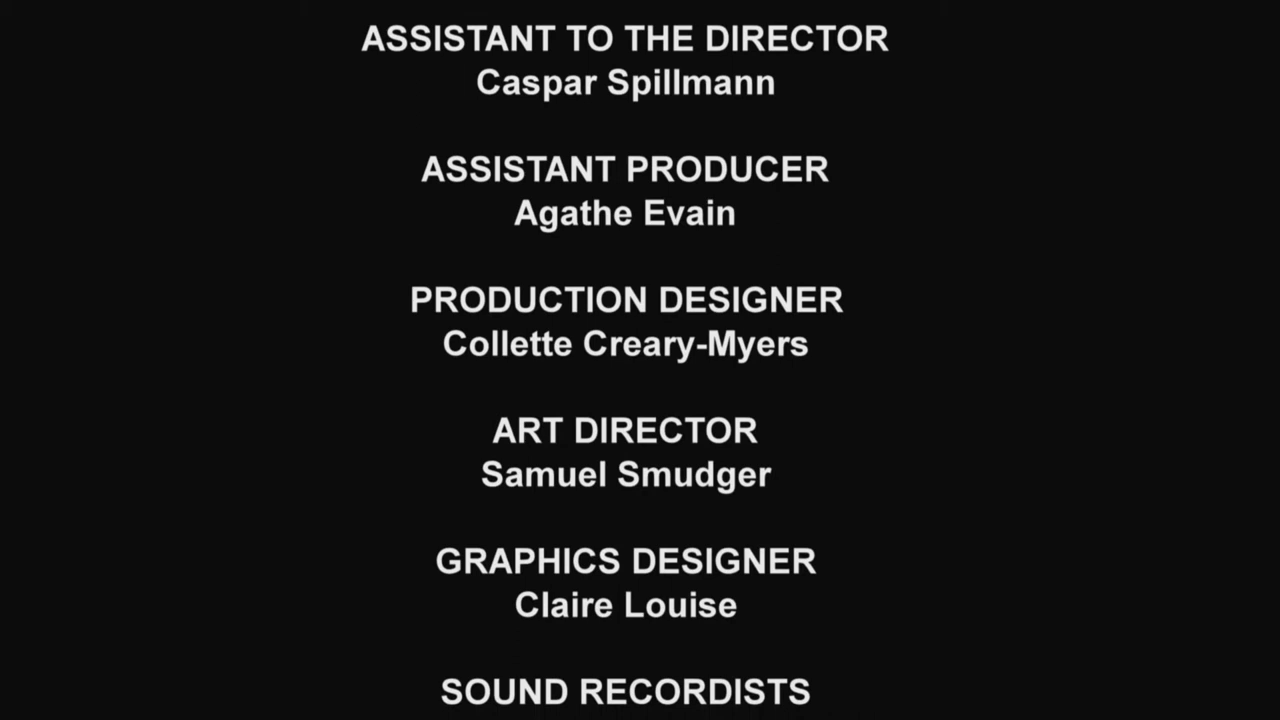 ASSISTANT TO THE DIRECTOR
Caspar Spillmann
ASSISTANT PRODUCER
Agathe Evain
PRODUCTION DESIGNER
Collette Creary-Myers
ART DIRECTOR
Samuel Smudger
GRAPHICS DESIGNER
Claire Louise
SOUND RECORDISTS